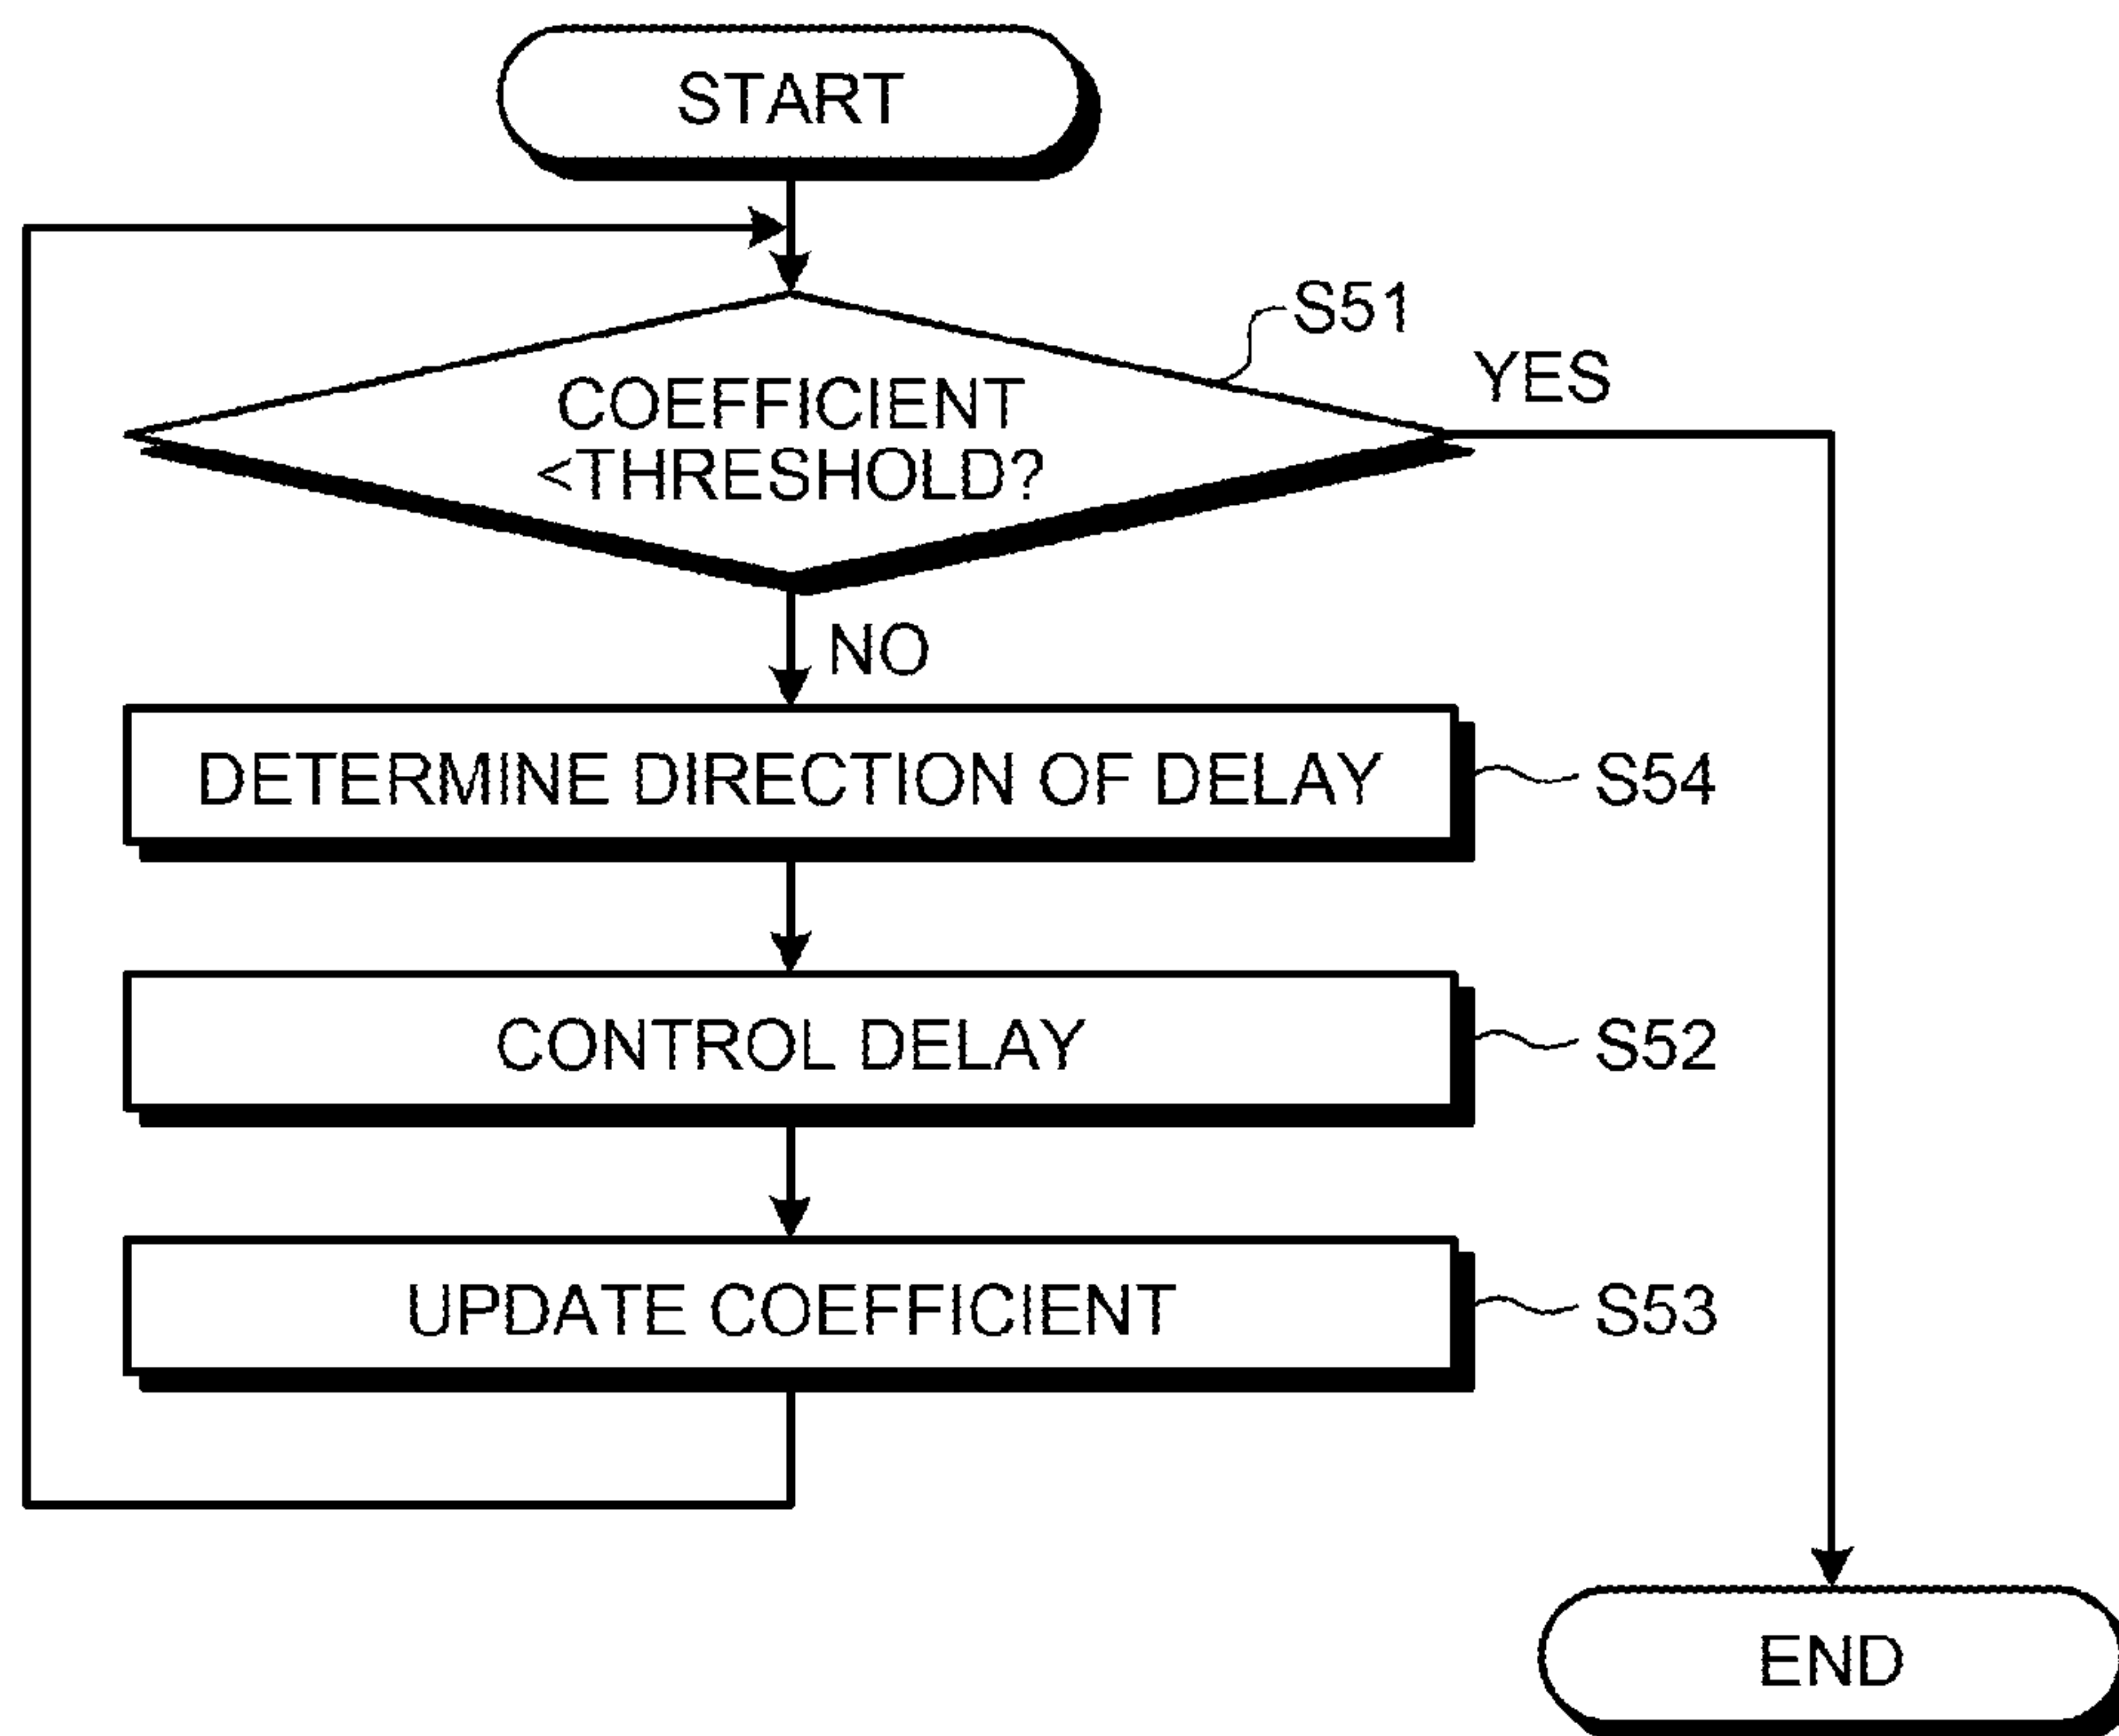 START
S51
YES
COEFFICIENT
<THRESHOLD?
NO
DETERMINE DIRECTION OF DELAY
S54
CONTROL DELAY
S52
UPDATE COEFFICIENT
S53
END